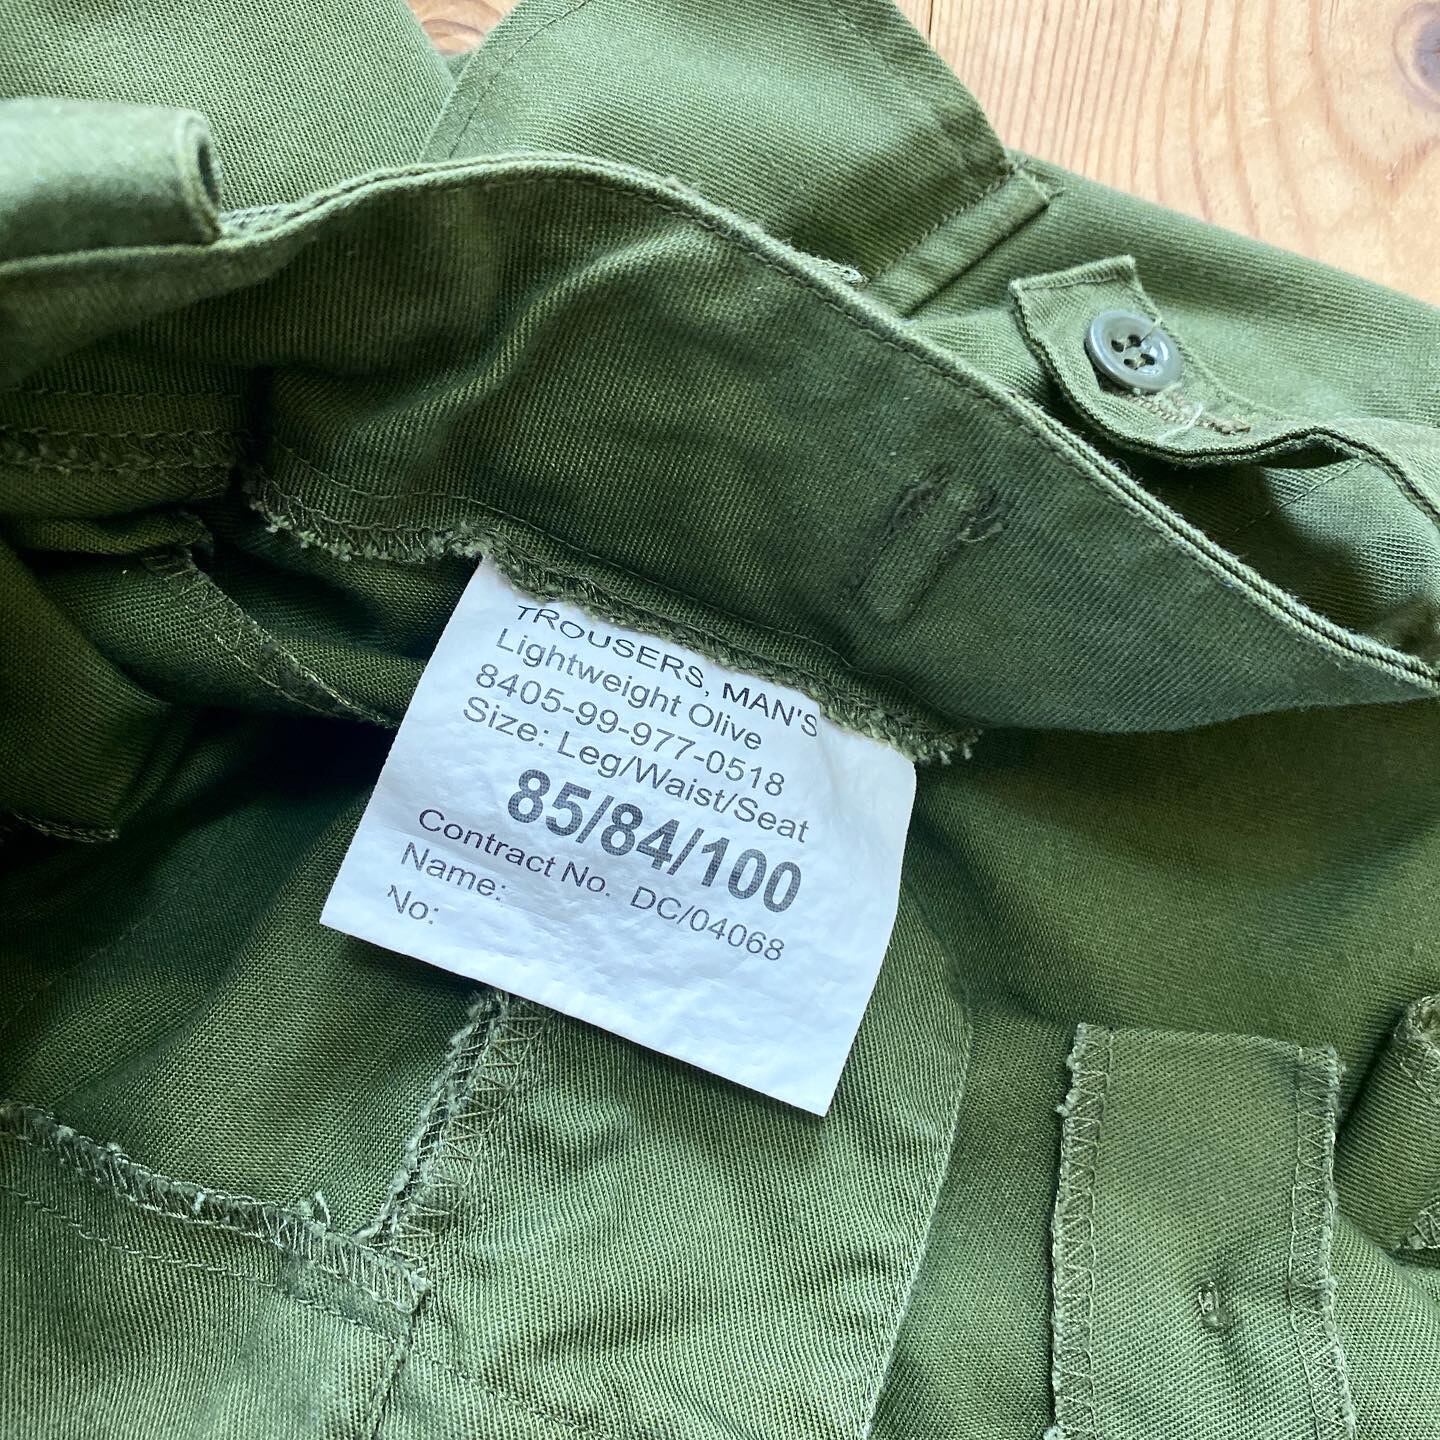 TROUSERS, MAN'S
Lightweight Olive
8405-99-977-0518
Size: Leg/Waist/Seat
85/84/100
Contract No. DC/04068
Name:
No: